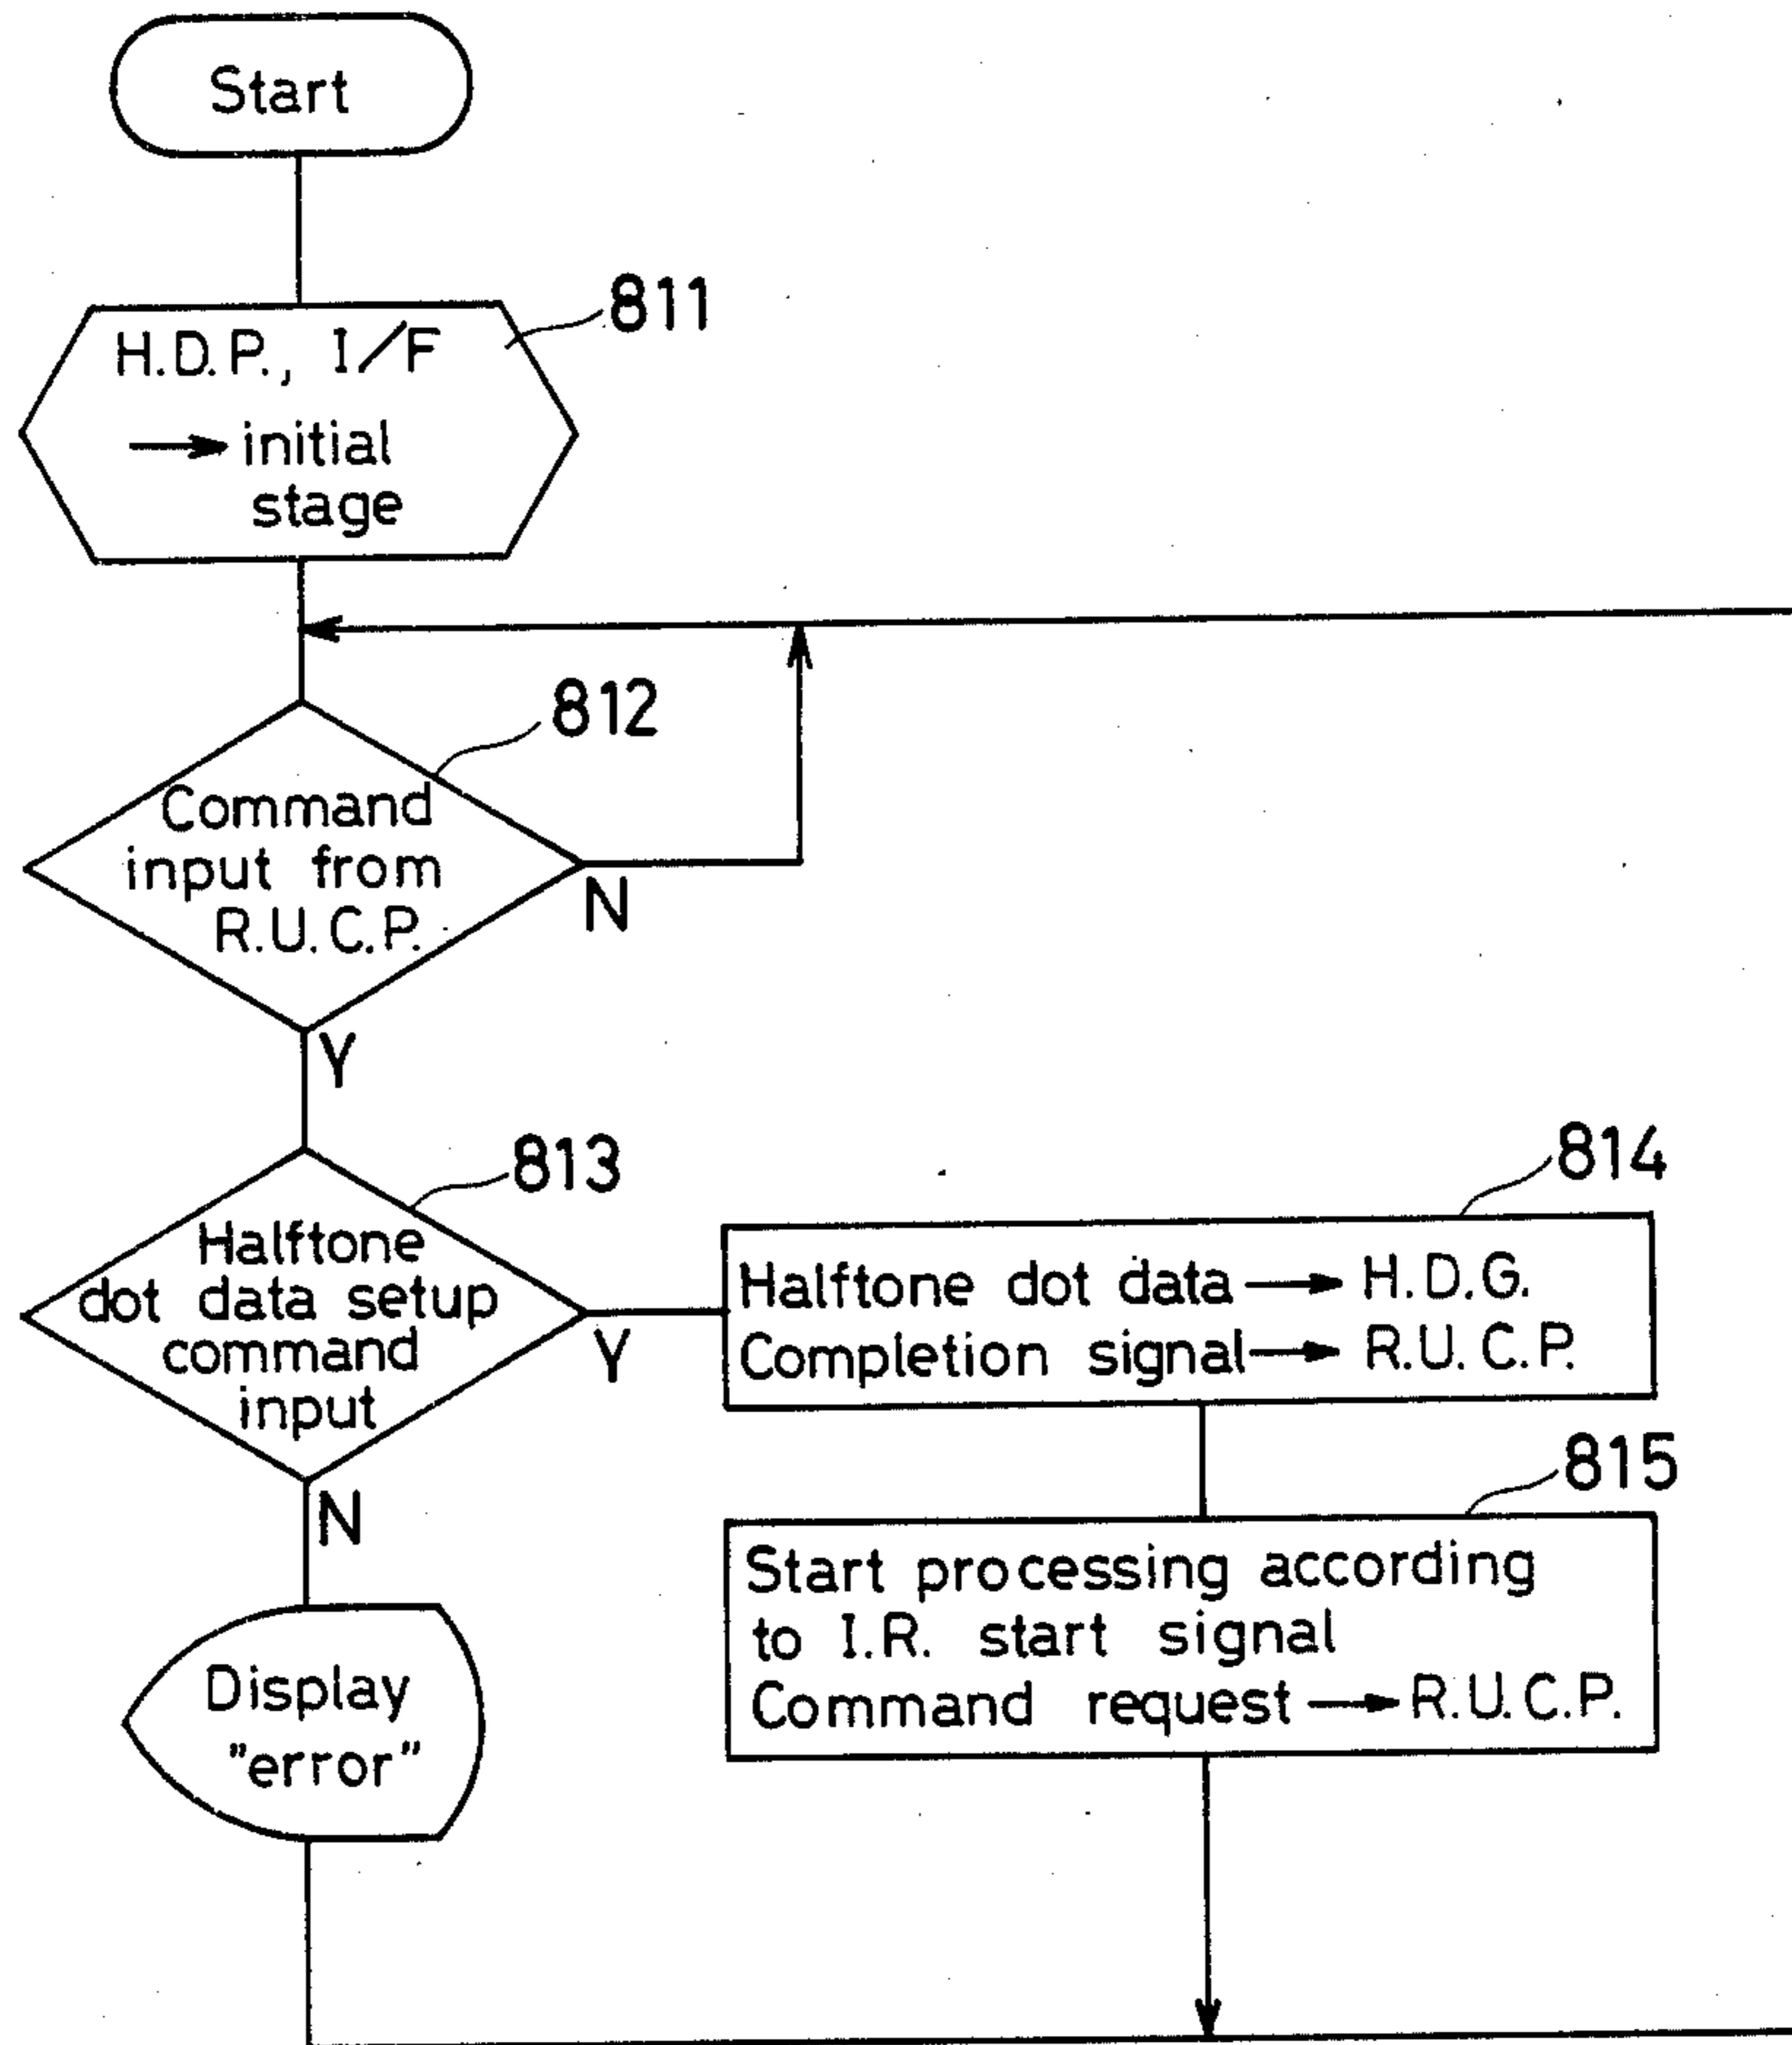 Start
811
H.D.P., I/F
→ initial
stage
812
Command
input from
R.U.C.P.
N
Y
813
Halftone
dot data setup
command
input
Y
N
814
Halftone dot data → H.D.G.
Completion signal → R.U.C.P.
815
Start processing according
to I.R. start signal
Command request → R.U.C.P.
Display
"error"